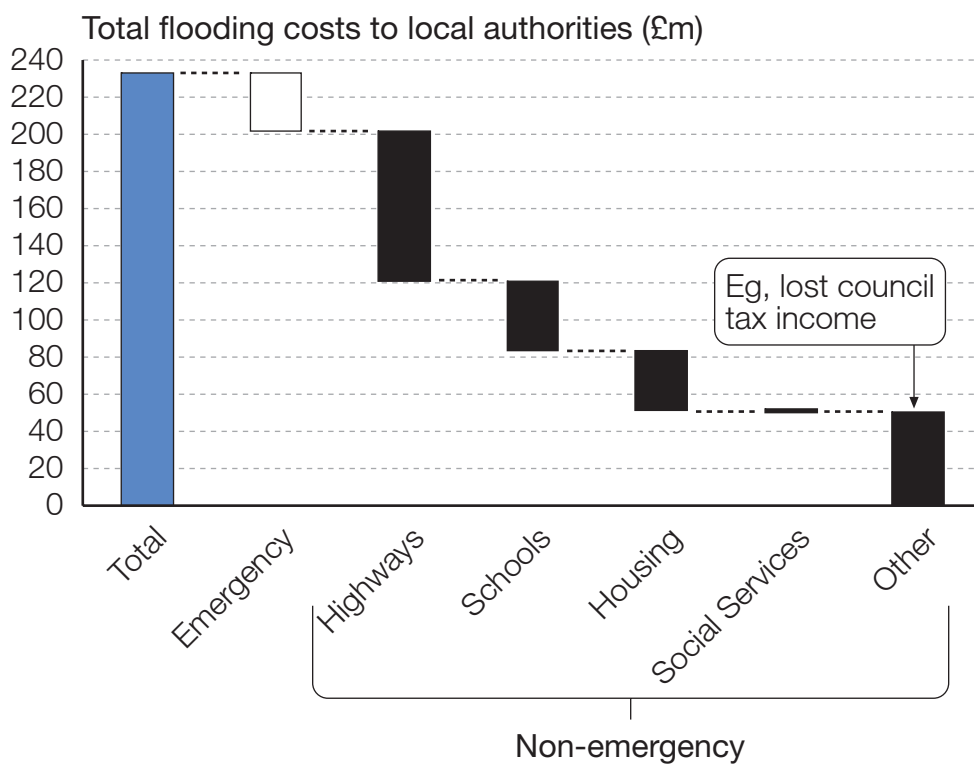 Total flooding costs to local authorities (£m)
240
220
200
180
160
140
120
100
80
60
40
20
0
Eg, lost council
tax income
Total
Emergency
Highways
Schools
Housing
Social Services
Other
Non-emergency